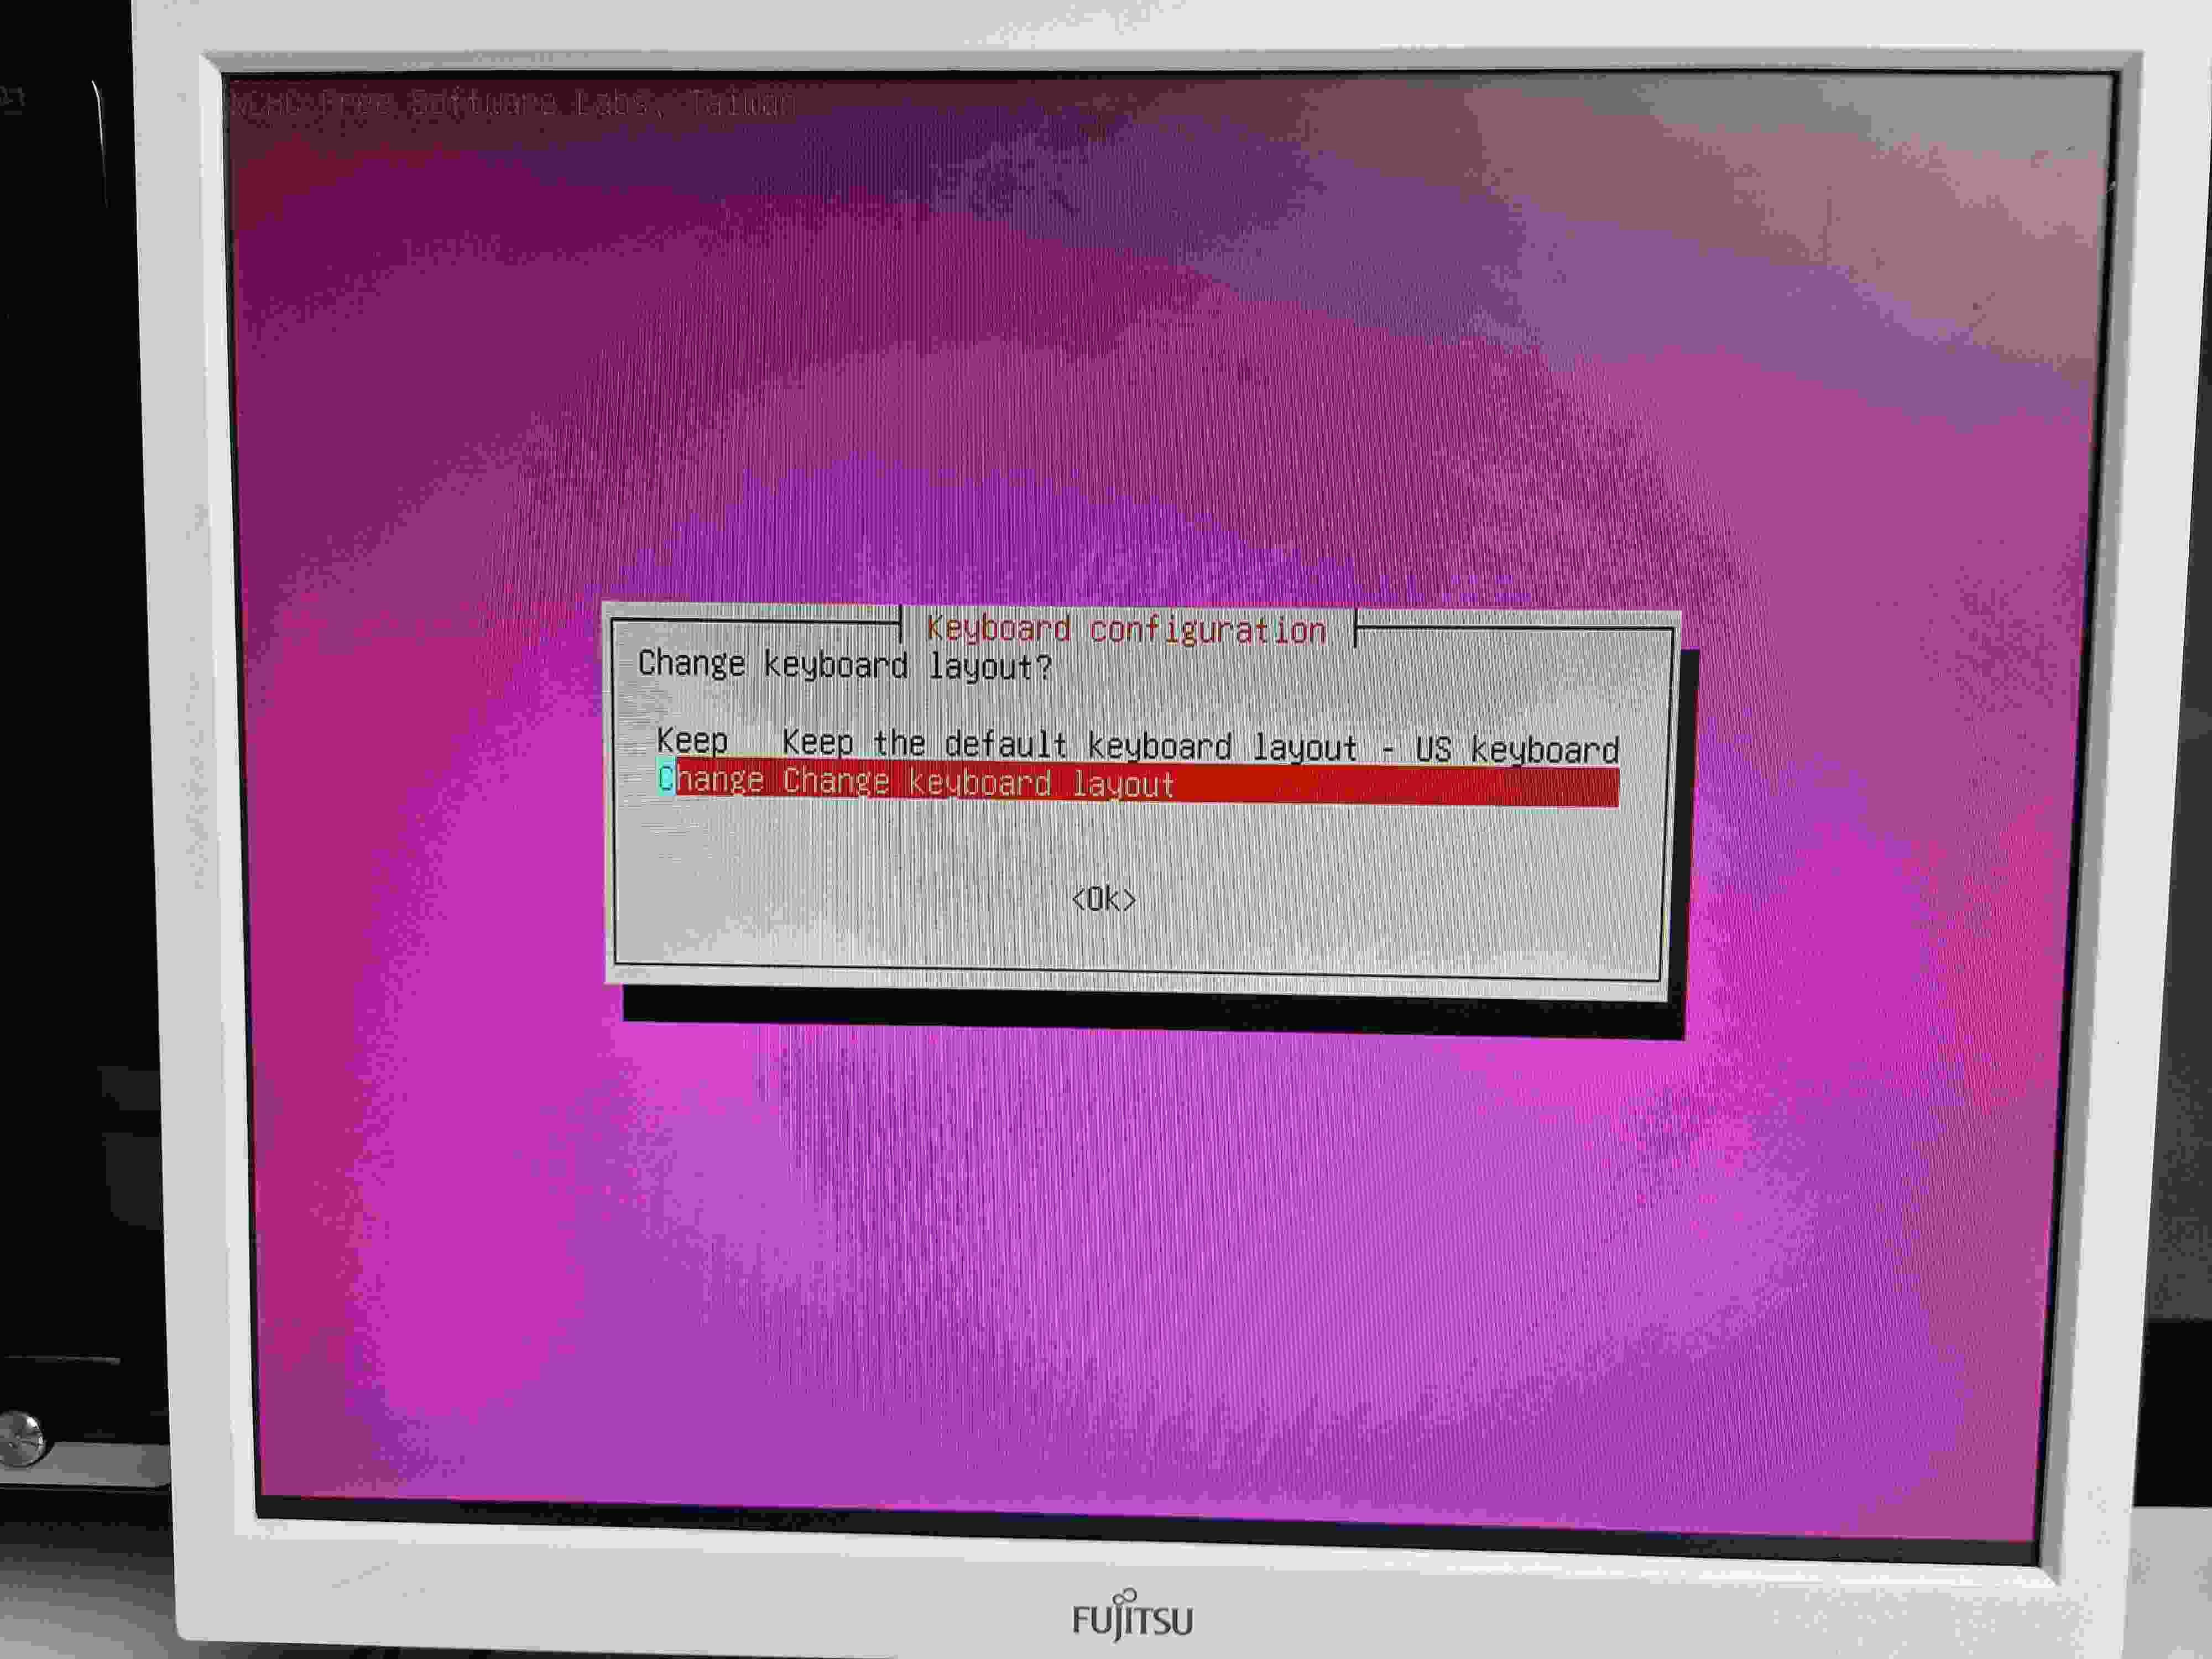 NCHC Free Software Labs, Taiwan
Keyboard configuration
Change keyboard layout?
Keep Keep the default keyboard layout - US keyboard
Change Change keyboard layout
<Ok>
FUJITSU